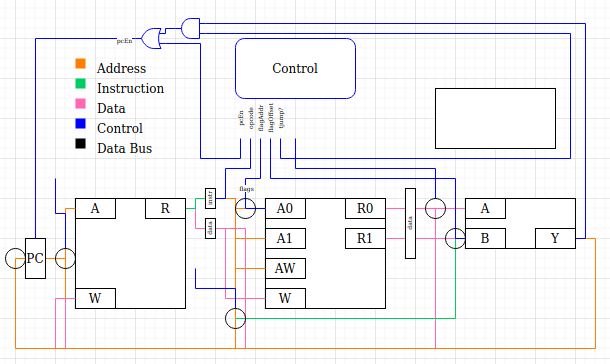 pcEn
Control
Address
Instruction
Data
Control
Data Bus
pcEn
opcode
flagAddr
flagOffset
tjump?
flags
instr
data
data
A
R
W
PC
A0
A1
AW
W
R0
R1
A
B
Y